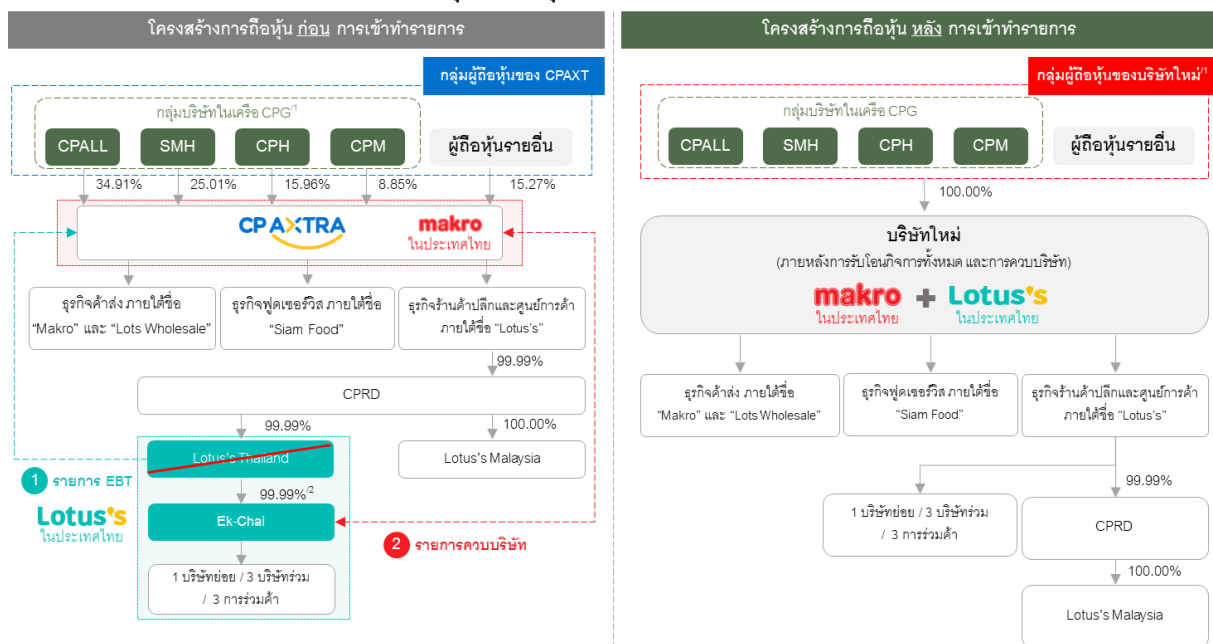 โครงสร้างการถือหุ้น ก่อน การเข้าทำรายการ
กลุ่มผู้ถือหุ้นของ CPAXT
กลุ่มบริษัทในเครือ CPG/1
CPALL SMH CPH CPM ผู้ถือหุ้นรายอื่น
34.91% 25.01% 15.96% 8.85% 15.27%
CP AXTRA makro
ในประเทศไทย
ธุรกิจค้าส่ง ภายใต้ชื่อ
"Makro" และ "Lots Wholesale"
ธุรกิจฟูดเซอร์วิส ภายใต้ชื่อ
"Siam Food"
ธุรกิจร้านค้าปลีกและศูนย์การค้า
ภายใต้ชื่อ "Lotus's"
99.99%
CPRD
99.99% 100.00%
Lotus's Thailand
Lotus's Malaysia
1 รายการ EBT
99.99%/2
Lotus's
ในประเทศไทย
Ek-Chai
2 รายการควบบริษัท
1 บริษัทย่อย / 3 บริษัทร่วม
/ 3 การร่วมค้า
โครงสร้างการถือหุ้น หลัง การเข้าทำรายการ
กลุ่มผู้ถือหุ้นของบริษัทใหม่/1
กลุ่มบริษัทในเครือ CPG
CPALL SMH CPH CPM ผู้ถือหุ้นรายอื่น
100.00%
บริษัทใหม่
(ภายหลังการรับโอนกิจการทั้งหมด และการควบบริษัท)
makro + Lotus's
ในประเทศไทย ในประเทศไทย
ธุรกิจค้าส่ง ภายใต้ชื่อ
"Makro" และ "Lots Wholesale"
ธุรกิจฟูดเซอร์วิส ภายใต้ชื่อ
"Siam Food"
ธุรกิจร้านค้าปลีกและศูนย์การค้า
ภายใต้ชื่อ "Lotus's"
99.99%
1 บริษัทย่อย / 3 บริษัทร่วม
/ 3 การร่วมค้า
CPRD
100.00%
Lotus's Malaysia